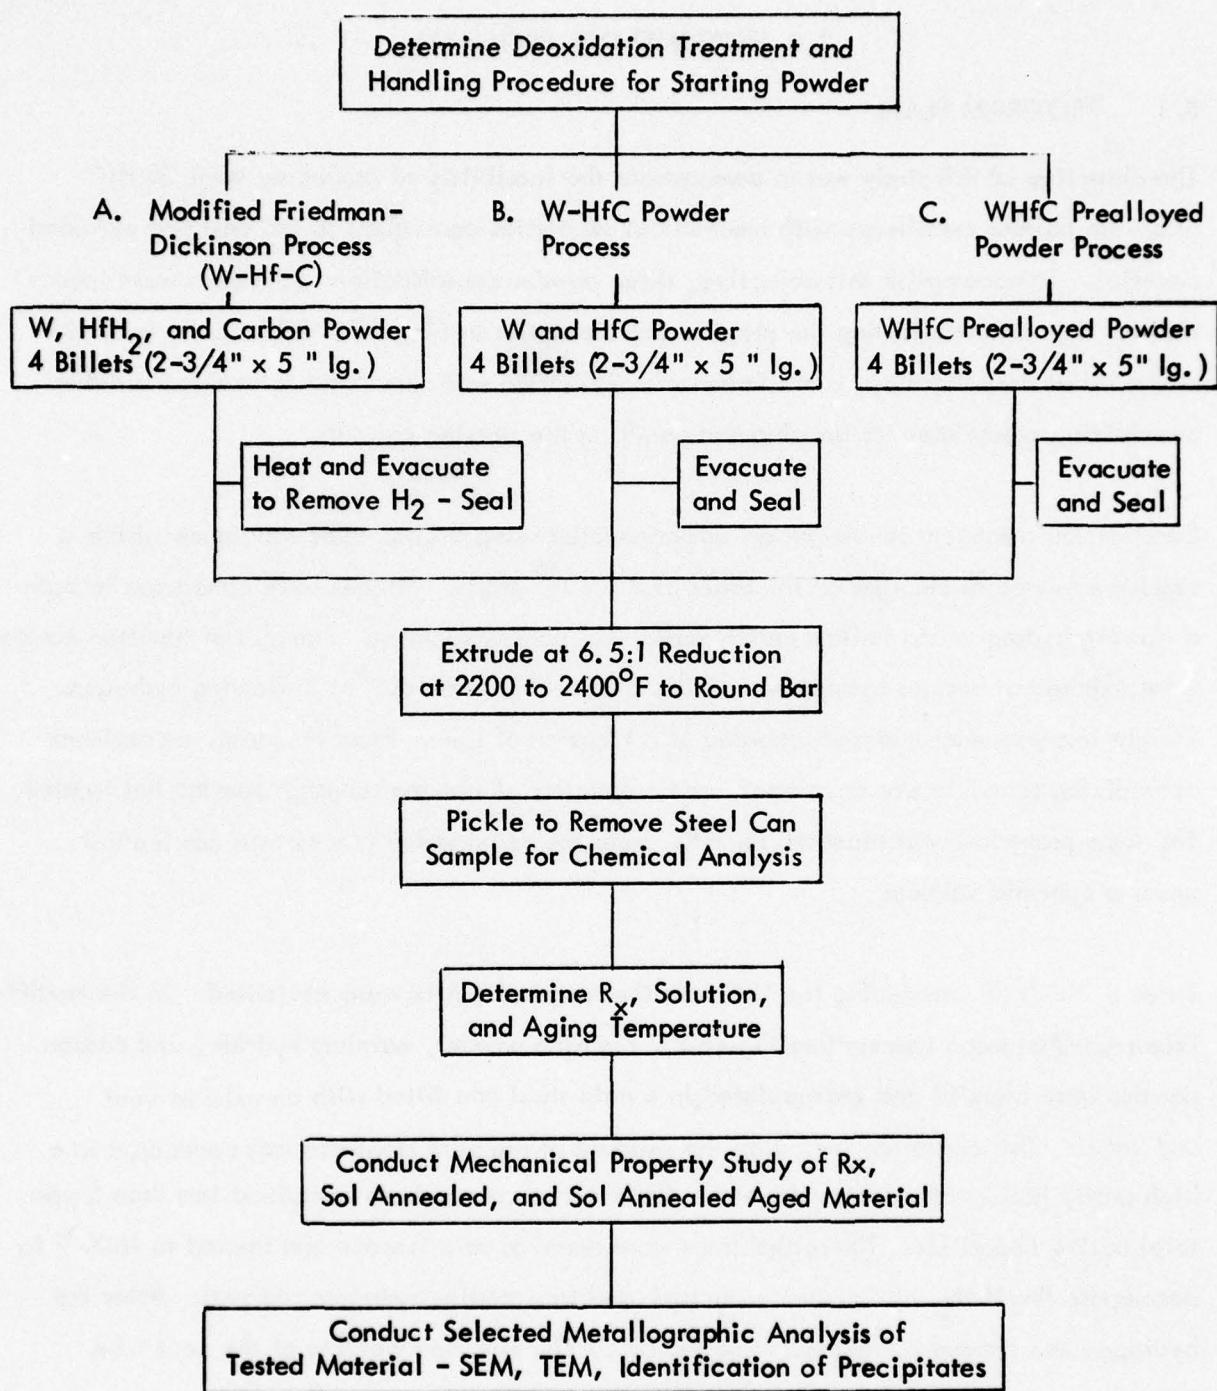 Determine Deoxidation Treatment and
Handling Procedure for Starting Powder
A. Modified Friedman-
Dickinson Process
(W-Hf-C)
B. W-HfC Powder
Process
C. WHfC Prealloyed
Powder Process
W, HfH2, and Carbon Powder
4 Billets (2-3/4" x 5 " lg.)
W and HfC Powder
4 Billets (2-3/4" x 5" lg.)
WHfC Prealloyed Powder
4 Billets (2-3/4" x 5" lg.)
Heat and Evacuate
to Remove H2 - Seal
Evacuate
and Seal
Evacuate
and Seal
Extrude at 6.5:1 Reduction
at 2200 to 2400°F to Round Bar
Pickle to Remove Steel Can
Sample for Chemical Analysis
Determine Rx, Solution,
and Aging Temperature
Conduct Mechanical Property Study of Rx,
Sol Annealed, and Sol Annealed Aged Material
Conduct Selected Metallographic Analysis of
Tested Material - SEM, TEM, Identification of Precipitates